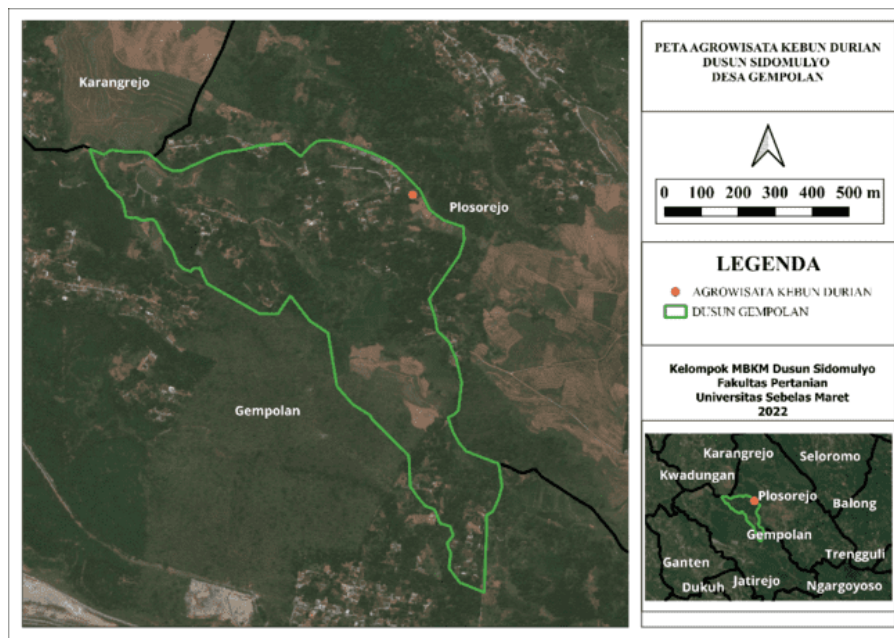 Karangrejo
Plosorejo
Gempolan
PETA AGROWISATA KEBUN DURIAN
DUSUN SIDOMULYO
DESA GEMPOLAN
0 100 200 300 400 500 m
LEGENDA
AGROWISATA KEBUN DURIAN
DUSUN GEMPOLAN
Kelompok MBKM Dusun Sidomulyo
Fakultas Pertanian
Universitas Sebelas Maret
2022
Karangrejo
Seloromo
Kwadungan
Plosorejo
Balong
Gempolan
Trengguli
Ganten
Jatirejo
Dukuh
Ngargoyoso